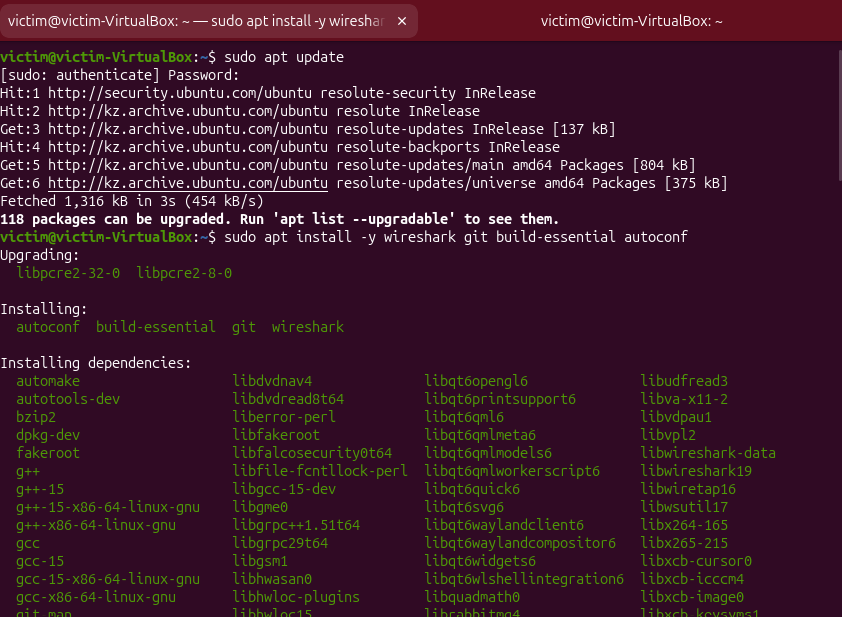 victim@victim-VirtualBox: ~ — sudo apt install -y wireshar ×
victim@victim-VirtualBox: ~
victim@victim-VirtualBox:~$ sudo apt update
[sudo: authenticate] Password:
Hit:1 http://security.ubuntu.com/ubuntu resolute-security InRelease
Hit:2 http://kz.archive.ubuntu.com/ubuntu resolute InRelease
Get:3 http://kz.archive.ubuntu.com/ubuntu resolute-updates InRelease [137 kB]
Hit:4 http://kz.archive.ubuntu.com/ubuntu resolute-backports InRelease
Get:5 http://kz.archive.ubuntu.com/ubuntu resolute-updates/main amd64 Packages [804 kB]
Get:6 http://kz.archive.ubuntu.com/ubuntu resolute-updates/universe amd64 Packages [375 kB]
Fetched 1,316 kB in 3s (454 kB/s)
118 packages can be upgraded. Run 'apt list --upgradable' to see them.
victim@victim-VirtualBox:~$ sudo apt install -y wireshark git build-essential autoconf
Upgrading:
libpcre2-32-0 libpcre2-8-0
Installing:
autoconf build-essential git wireshark
Installing dependencies:
automake libdvdnav4 libqt6opengl6 libudfread3
autotools-dev libdvdread8t64 libqt6printsupport6 libva-x11-2
bzip2 liberror-perl libqt6qml6 libvdpau1
dpkg-dev libfakeroot libqt6qmlmeta6 libvpl2
fakeroot libfalcosecurity0t64 libqt6qmlmodels6 libwireshark-data
g++ libfile-fcntllock-perl libqt6qmlworkerscript6 libwireshark19
g++-15 libgcc-15-dev libqt6quick6 libwiretap16
g++-15-x86-64-linux-gnu libgme0 libqt6svg6 libwsutil17
g++-x86-64-linux-gnu libgrpc++1.51t64 libqt6waylandclient6 libx264-165
gcc libgrpc29t64 libqt6waylandcompositor6 libx265-215
gcc-15 libgsm1 libqt6widgets6 libxcb-cursor0
gcc-15-x86-64-linux-gnu libhwasan0 libqt6wlshellintegration6 libxcb-icccm4
gcc-x86-64-linux-gnu libhwloc-plugins libquadmath0 libxcb-image0
git-man libhwloc15 librabbitmq4 libxcb-keysyms1